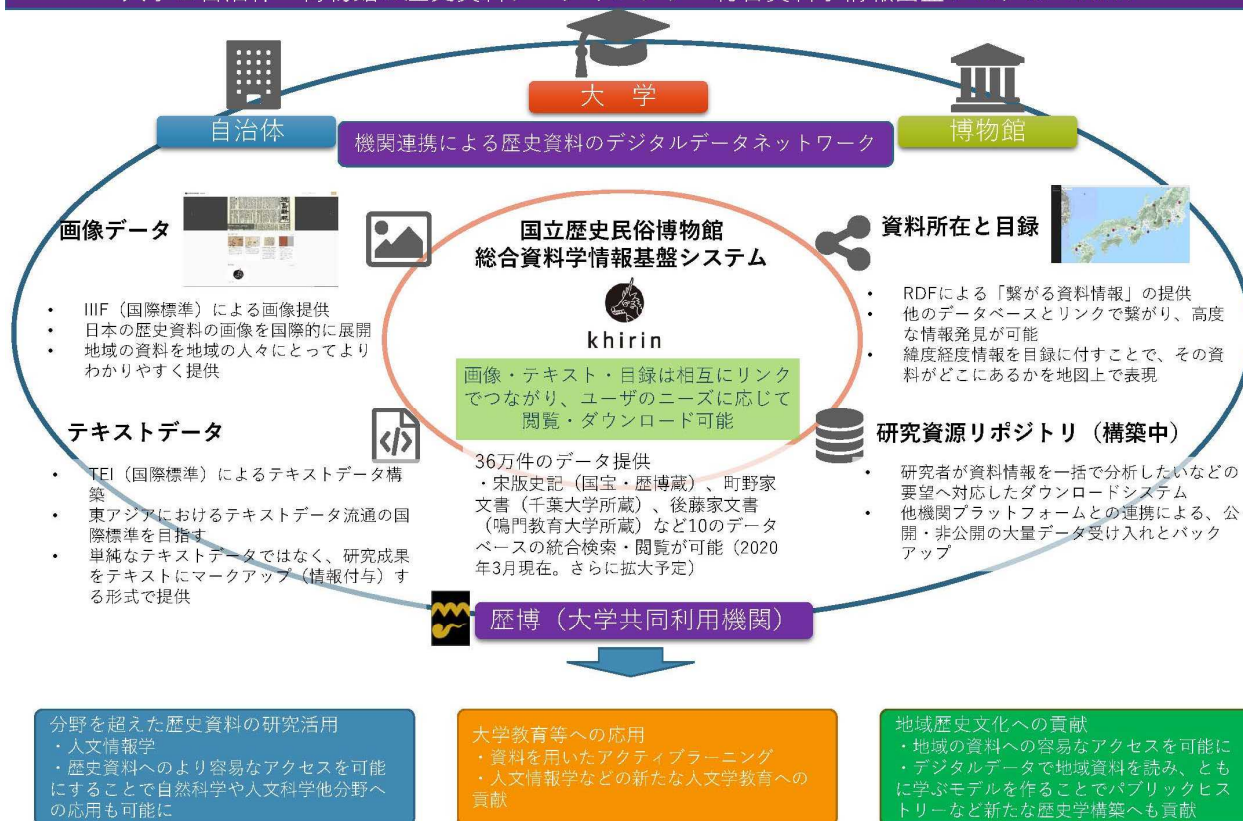 大　学
自治体
博物館
機関連携による歴史資料のデジタルデータネットワーク
画像データ
・ IIIF（国際標準）による画像提供
・ 日本の歴史資料の画像を国際的に展開
・ 地域の資料を地域の人々にとってより
わかりやすく提供
国立歴史民俗博物館
総合資料学情報基盤システム
khirin
画像・テキスト・目録は相互にリンク
でつながり、ユーザのニーズに応じて
閲覧・ダウンロード可能
資料所在と目録
・ RDFによる「繋がる資料情報」の提供
・ 他のデータベースとリンクで繋がり、高度
な情報発見が可能
・ 緯度経度情報を目録に付すことで、その資
料がどこにあるかを地図上で表現
テキストデータ
・ TEI（国際標準）によるテキストデータ構
築
・ 東アジアにおけるテキストデータ流通の国
際標準を目指す
・ 単純なテキストデータではなく、研究成果
をテキストにマークアップ（情報付与）す
る形式で提供
36万件のデータ提供
・宋版史記（国宝・歴博蔵）、町野家
文書（千葉大学所蔵）、後藤家文書
（鳴門教育大学所蔵）など10のデータ
ベースの統合検索・閲覧が可能（2020
年3月現在。さらに拡大予定）
研究資源リポジトリ（構築中）
・ 研究者が資料情報を一括で分析したいなどの
要望へ対応したダウンロードシステム
・ 他機関プラットフォームとの連携による、公
開・非公開の大量データ受け入れとバック
アップ
歴博（大学共同利用機関）
分野を超えた歴史資料の研究活用
・人文情報学
・歴史資料へのより容易なアクセスを可能
にすることで自然科学や人文科学他分野へ
の応用も可能に
大学教育等への応用
・資料を用いたアクティブラーニング
・人文情報学などの新たな人文学教育への
貢献
地域歴史文化への貢献
・地域の資料への容易なアクセスを可能に
・デジタルデータで地域資料を読み、とも
に学ぶモデルを作ることでパブリックヒス
トリーなど新たな歴史学構築へも貢献